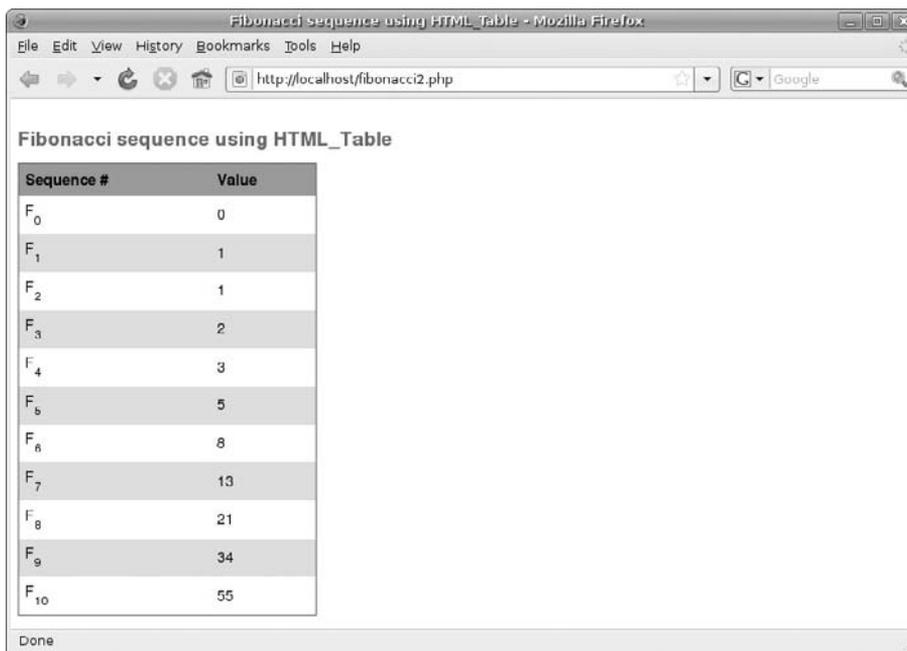 Fibonacci sequence using HTML_Table - Mozilla Firefox
File Edit View History Bookmarks Tools Help
http://localhost/fibonacci2.php
G Google
Fibonacci sequence using HTML_Table
Sequence # Value
F0 0
F1 1
F2 1
F3 2
F4 3
F5 5
F6 8
F7 13
F8 21
F9 34
F10 55
Done